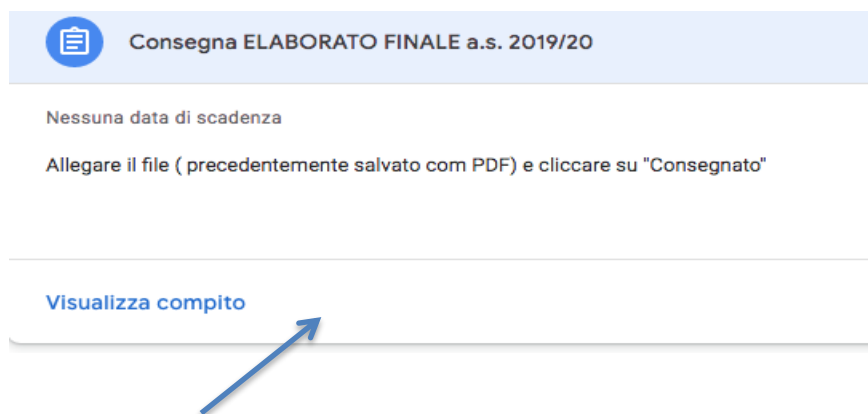 Consegna ELABORATO FINALE a.s. 2019/20
Nessuna data di scadenza
Allegare il file ( precedentemente salvato com PDF) e cliccare su "Consegnato"
Visualizza compito